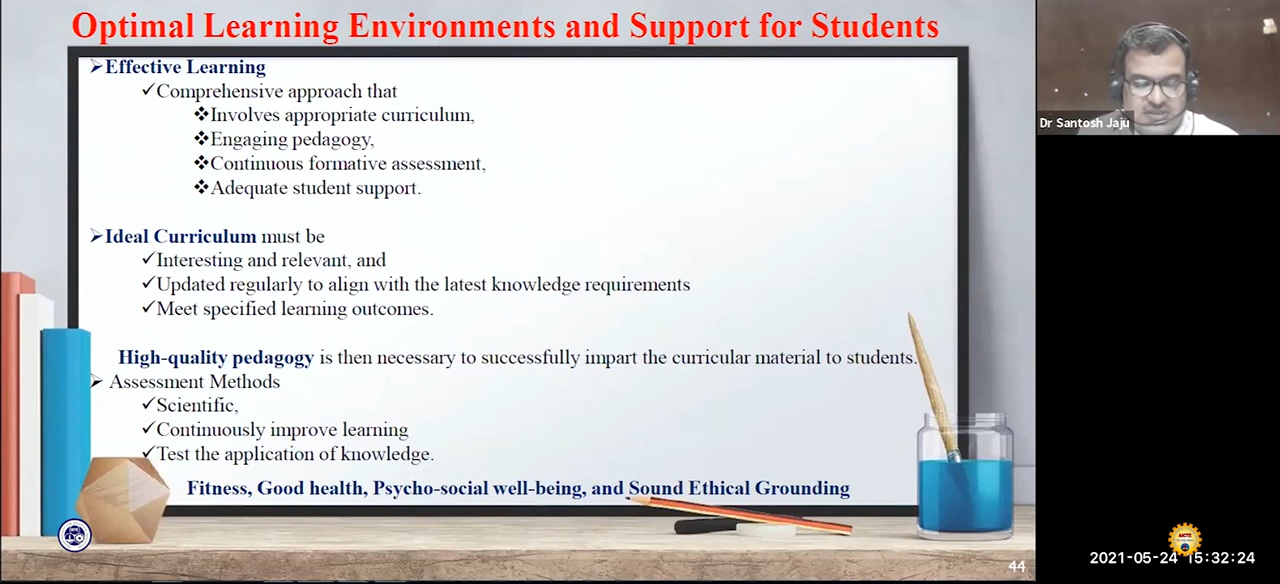 Optimal Learning Environments and Support for Students
➢Effective Learning
✓Comprehensive approach that
❖Involves appropriate curriculum,
❖Engaging pedagogy,
❖Continuous formative assessment,
❖Adequate student support.
➢Ideal Curriculum must be
✓Interesting and relevant, and
✓Updated regularly to align with the latest knowledge requirements
✓Meet specified learning outcomes.
High-quality pedagogy is then necessary to successfully impart the curricular material to students.
➢ Assessment Methods
✓Scientific,
✓Continuously improve learning
✓Test the application of knowledge.
Fitness, Good health, Psycho-social well-being, and Sound Ethical Grounding
44
Dr Santosh Jaju
AICTE
2021-05-24 15:32:24